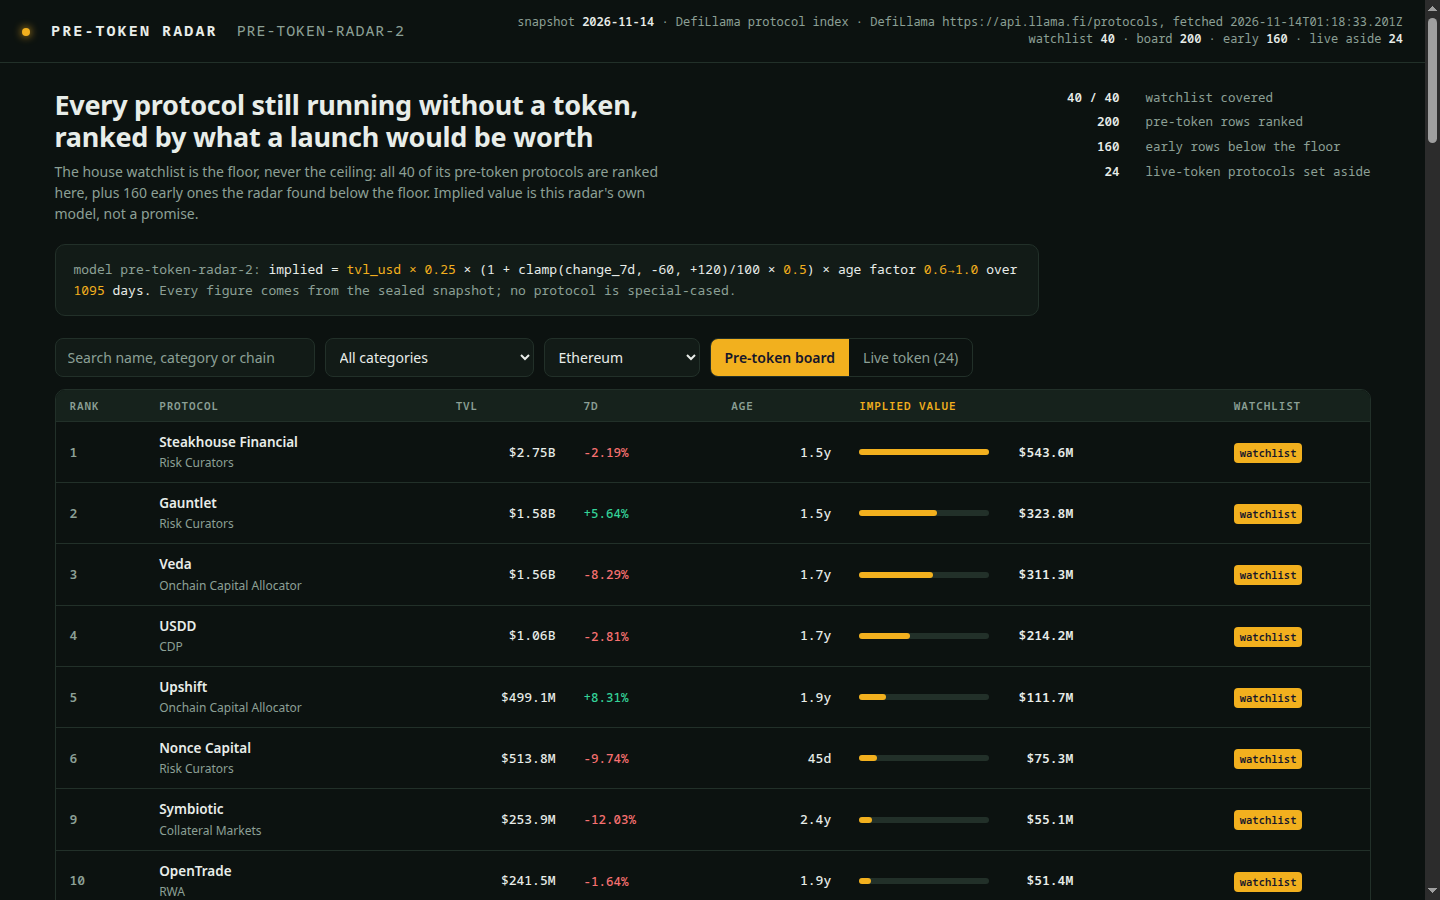 PRE-TOKEN RADAR PRE-TOKEN-RADAR-2
snapshot 2026-11-14 · DefiLlama protocol index · DefiLlama https://api.llama.fi/protocols, fetched 2026-11-14T01:18:33.201Z
watchlist 40 · board 200 · early 160 · live aside 24
Every protocol still running without a token,
ranked by what a launch would be worth
The house watchlist is the floor, never the ceiling: all 40 of its pre-token protocols are ranked
here, plus 160 early ones the radar found below the floor. Implied value is this radar's own
model, not a promise.
40 / 40 watchlist covered
200 pre-token rows ranked
160 early rows below the floor
24 live-token protocols set aside
model pre-token-radar-2: implied = tvl_usd × 0.25 × (1 + clamp(change_7d, -60, +120)/100 × 0.5) × age factor 0.6→1.0 over
1095 days. Every figure comes from the sealed snapshot; no protocol is special-cased.
Search name, category or chain All categories Ethereum Pre-token board Live token (24)
RANK PROTOCOL TVL 7D AGE IMPLIED VALUE WATCHLIST
1 Steakhouse Financial $2.75B -2.19% 1.5y $543.6M watchlist
Risk Curators
2 Gauntlet $1.58B +5.64% 1.5y $323.8M watchlist
Risk Curators
3 Veda $1.56B -8.29% 1.7y $311.3M watchlist
Onchain Capital Allocator
4 USDD $1.06B -2.81% 1.7y $214.2M watchlist
CDP
5 Upshift $499.1M +8.31% 1.9y $111.7M watchlist
Onchain Capital Allocator
6 Nonce Capital $513.8M -9.74% 45d $75.3M watchlist
Risk Curators
9 Symbiotic $253.9M -12.03% 2.4y $55.1M watchlist
Collateral Markets
10 OpenTrade $241.5M -1.64% 1.9y $51.4M watchlist
RWA